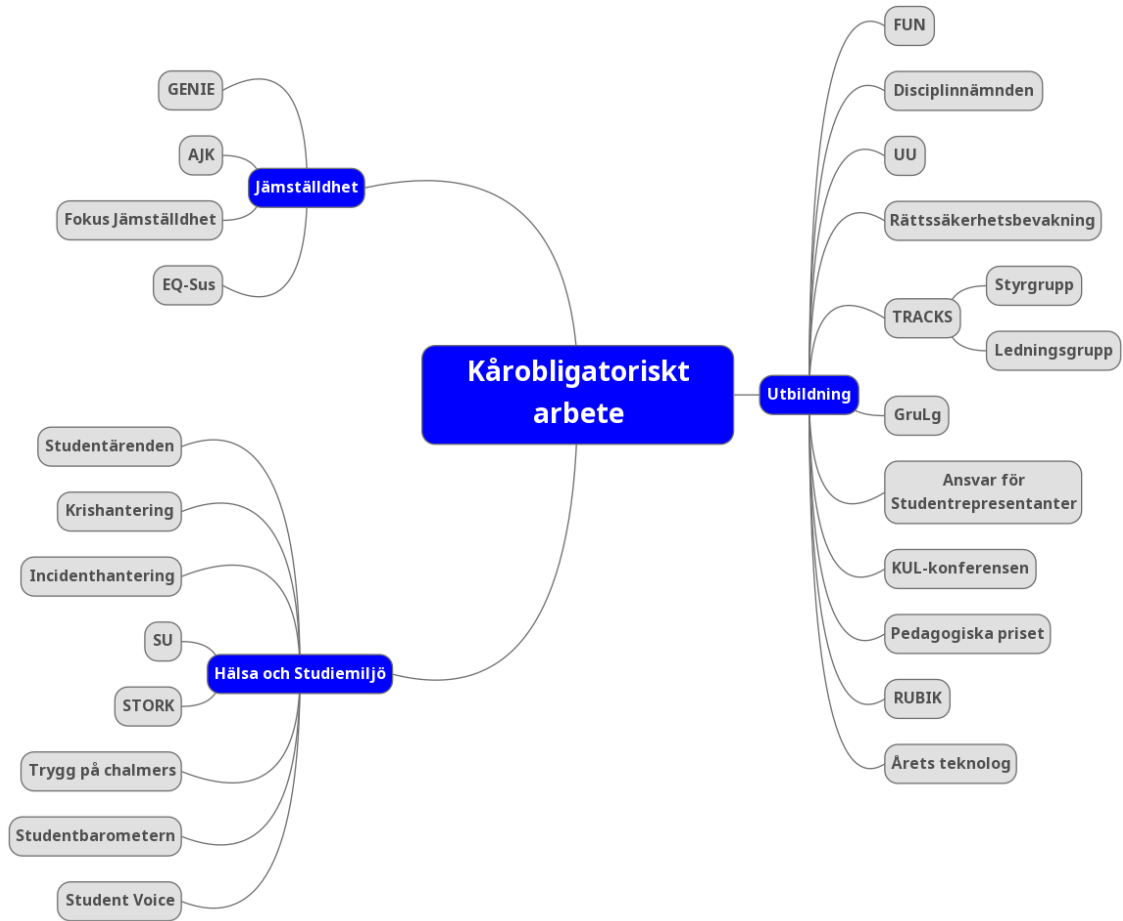 Kårobligatoriskt
arbete
Jämställdhet
GENIE
AJK
Fokus Jämställdhet
EQ-Sus
Hälsa och Studiemiljö
Studentärenden
Krishantering
Incidenthantering
SU
STORK
Trygg på chalmers
Studentbarometern
Student Voice
Utbildning
FUN
Disciplinnämnden
UU
Rättssäkerhetsbevakning
TRACKS
Styrgrupp
Ledningsgrupp
GruLg
Ansvar för
Studentrepresentanter
KUL-konferensen
Pedagogiska priset
RUBIK
Årets teknolog